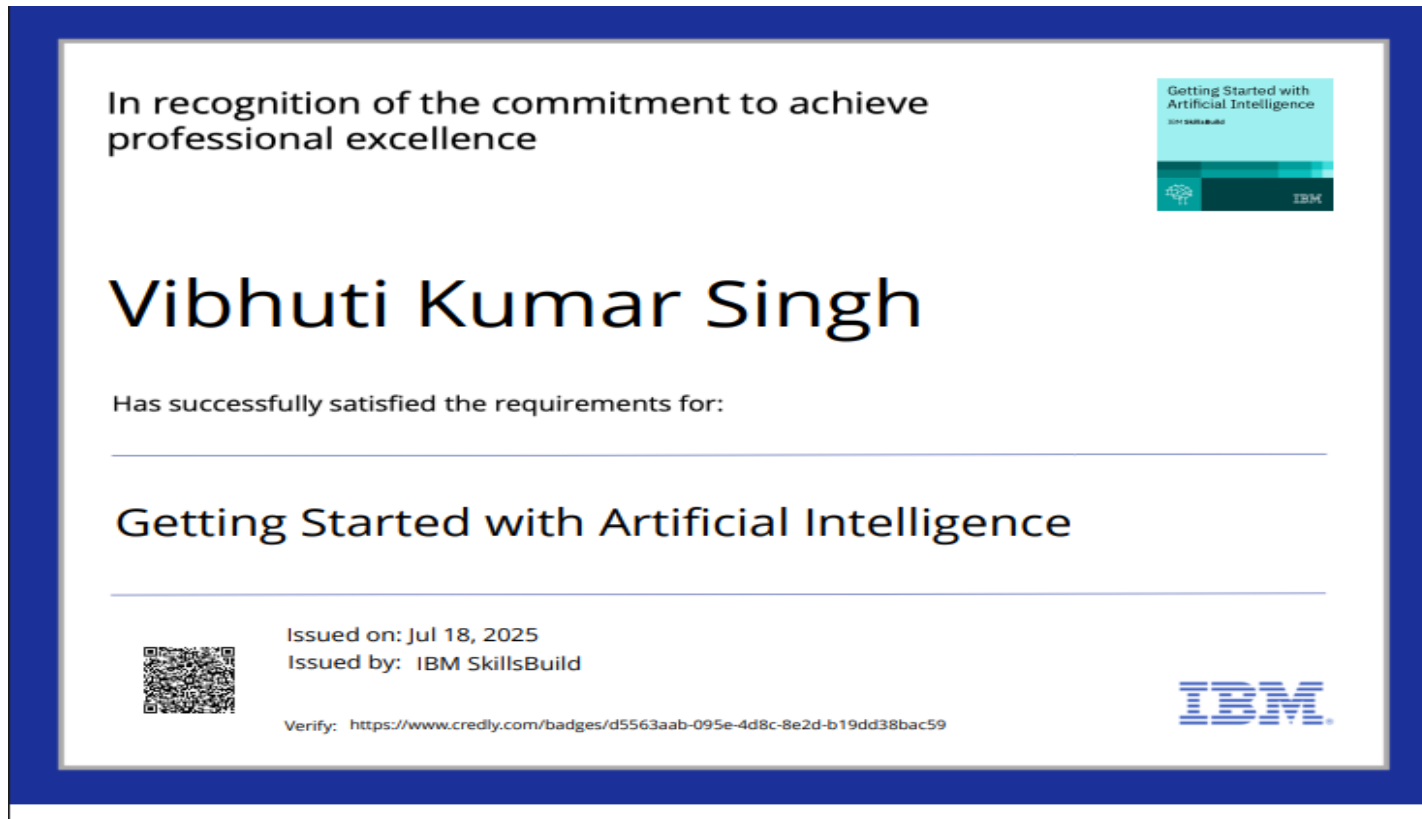 In recognition of the commitment to achieve
professional excellence
Getting Started with
Artificial Intelligence
IBM SkillsBuild
IBM
Vibhuti Kumar Singh
Has successfully satisfied the requirements for:
Getting Started with Artificial Intelligence
Issued on: Jul 18, 2025
Issued by: IBM SkillsBuild
Verify: https://www.credly.com/badges/d5563aab-095e-4d8c-8e2d-b19dd38bac59
IBM.